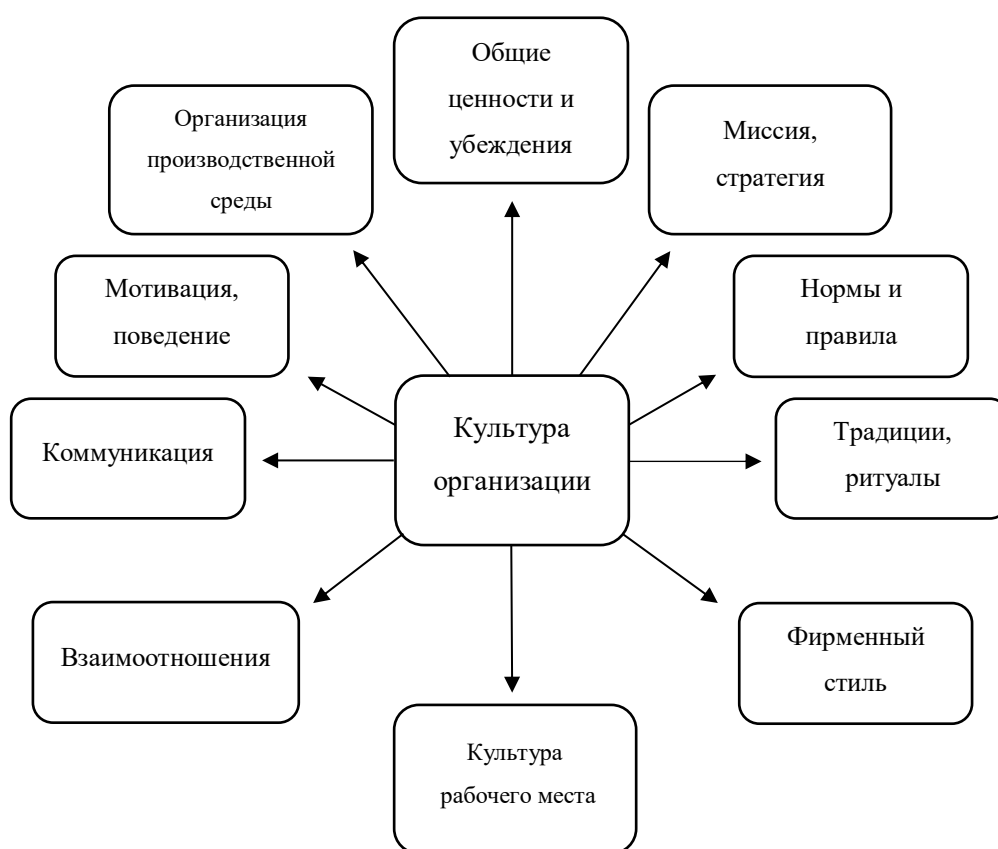 Общие
ценности и
убеждения
Организация
производственной
среды
Миссия,
стратегия
Мотивация,
поведение
Нормы и
правила
Коммуникация
Культура
организации
Традиции,
ритуалы
Взаимоотношения
Фирменный
стиль
Культура
рабочего места